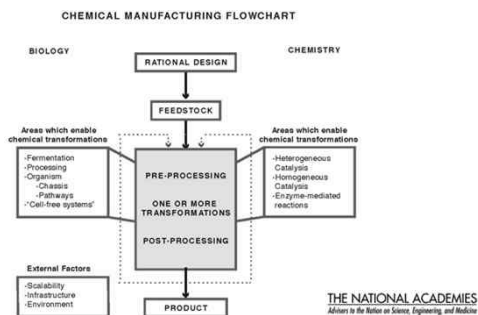 CHEMICAL MANUFACTURING FLOWCHART
BIOLOGY
CHEMISTRY
RATIONAL DESIGN
FEEDSTOCK
Areas which enable
chemical transformations
-Fermentation
-Processing
-Organism
-Chassis
-Pathways
-"Cell-free systems"
PRE-PROCESSING
ONE OR MORE
TRANSFORMATIONS
POST-PROCESSING
Areas which enable
chemical transformations
-Heterogeneous
Catalysis
-Homogeneous
Catalysis
-Enzyme-mediated
reactions
External Factors
-Scalability
-Infrastructure
-Environment
PRODUCT
THE NATIONAL ACADEMIES
Advisers to the Nation on Science, Engineering, and Medicine